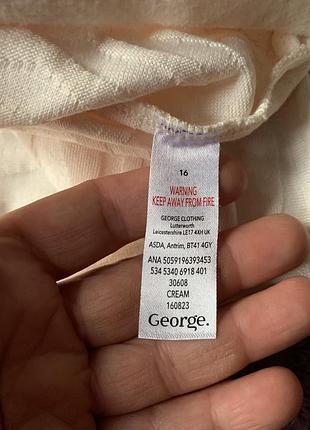 16
WARNING
KEEP AWAY FROM FIRE
GEORGE CLOTHING
Lutterworth
Leicestershire LE17 4XH UK
ASDA, Antrim, BT41 4GY
ANA 5059196393453
534 5340 6918 401
30608
CREAM
160823
George.